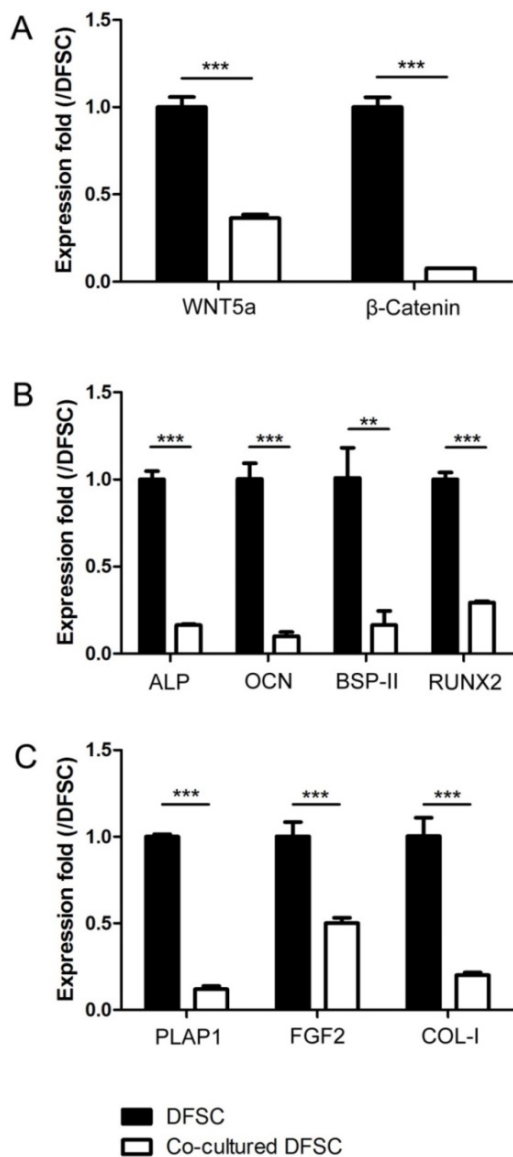 A
Expression fold (/DFSC)
1.5
1.0
0.5
0.0
***
***
WNT5a
β-Catenin
B
Expression fold (/DFSC)
1.5
1.0
0.5
0.0
***
***
**
***
ALP
OCN
BSP-II
RUNX2
C
Expression fold (/DFSC)
1.5
1.0
0.5
0.0
***
***
***
PLAP1
FGF2
COL-I
DFSC
Co-cultured DFSC